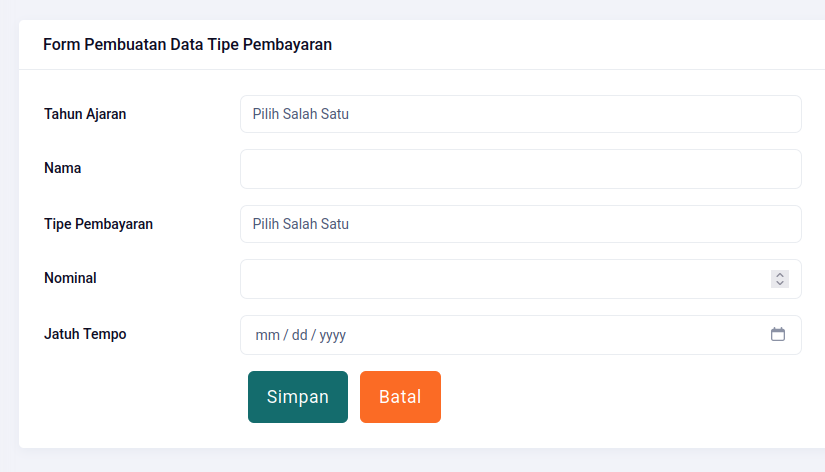 Form Pembuatan Data Tipe Pembayaran
Tahun Ajaran
Pilih Salah Satu
Nama
Tipe Pembayaran
Pilih Salah Satu
Nominal
Jatuh Tempo
mm / dd / yyyy
Simpan Batal